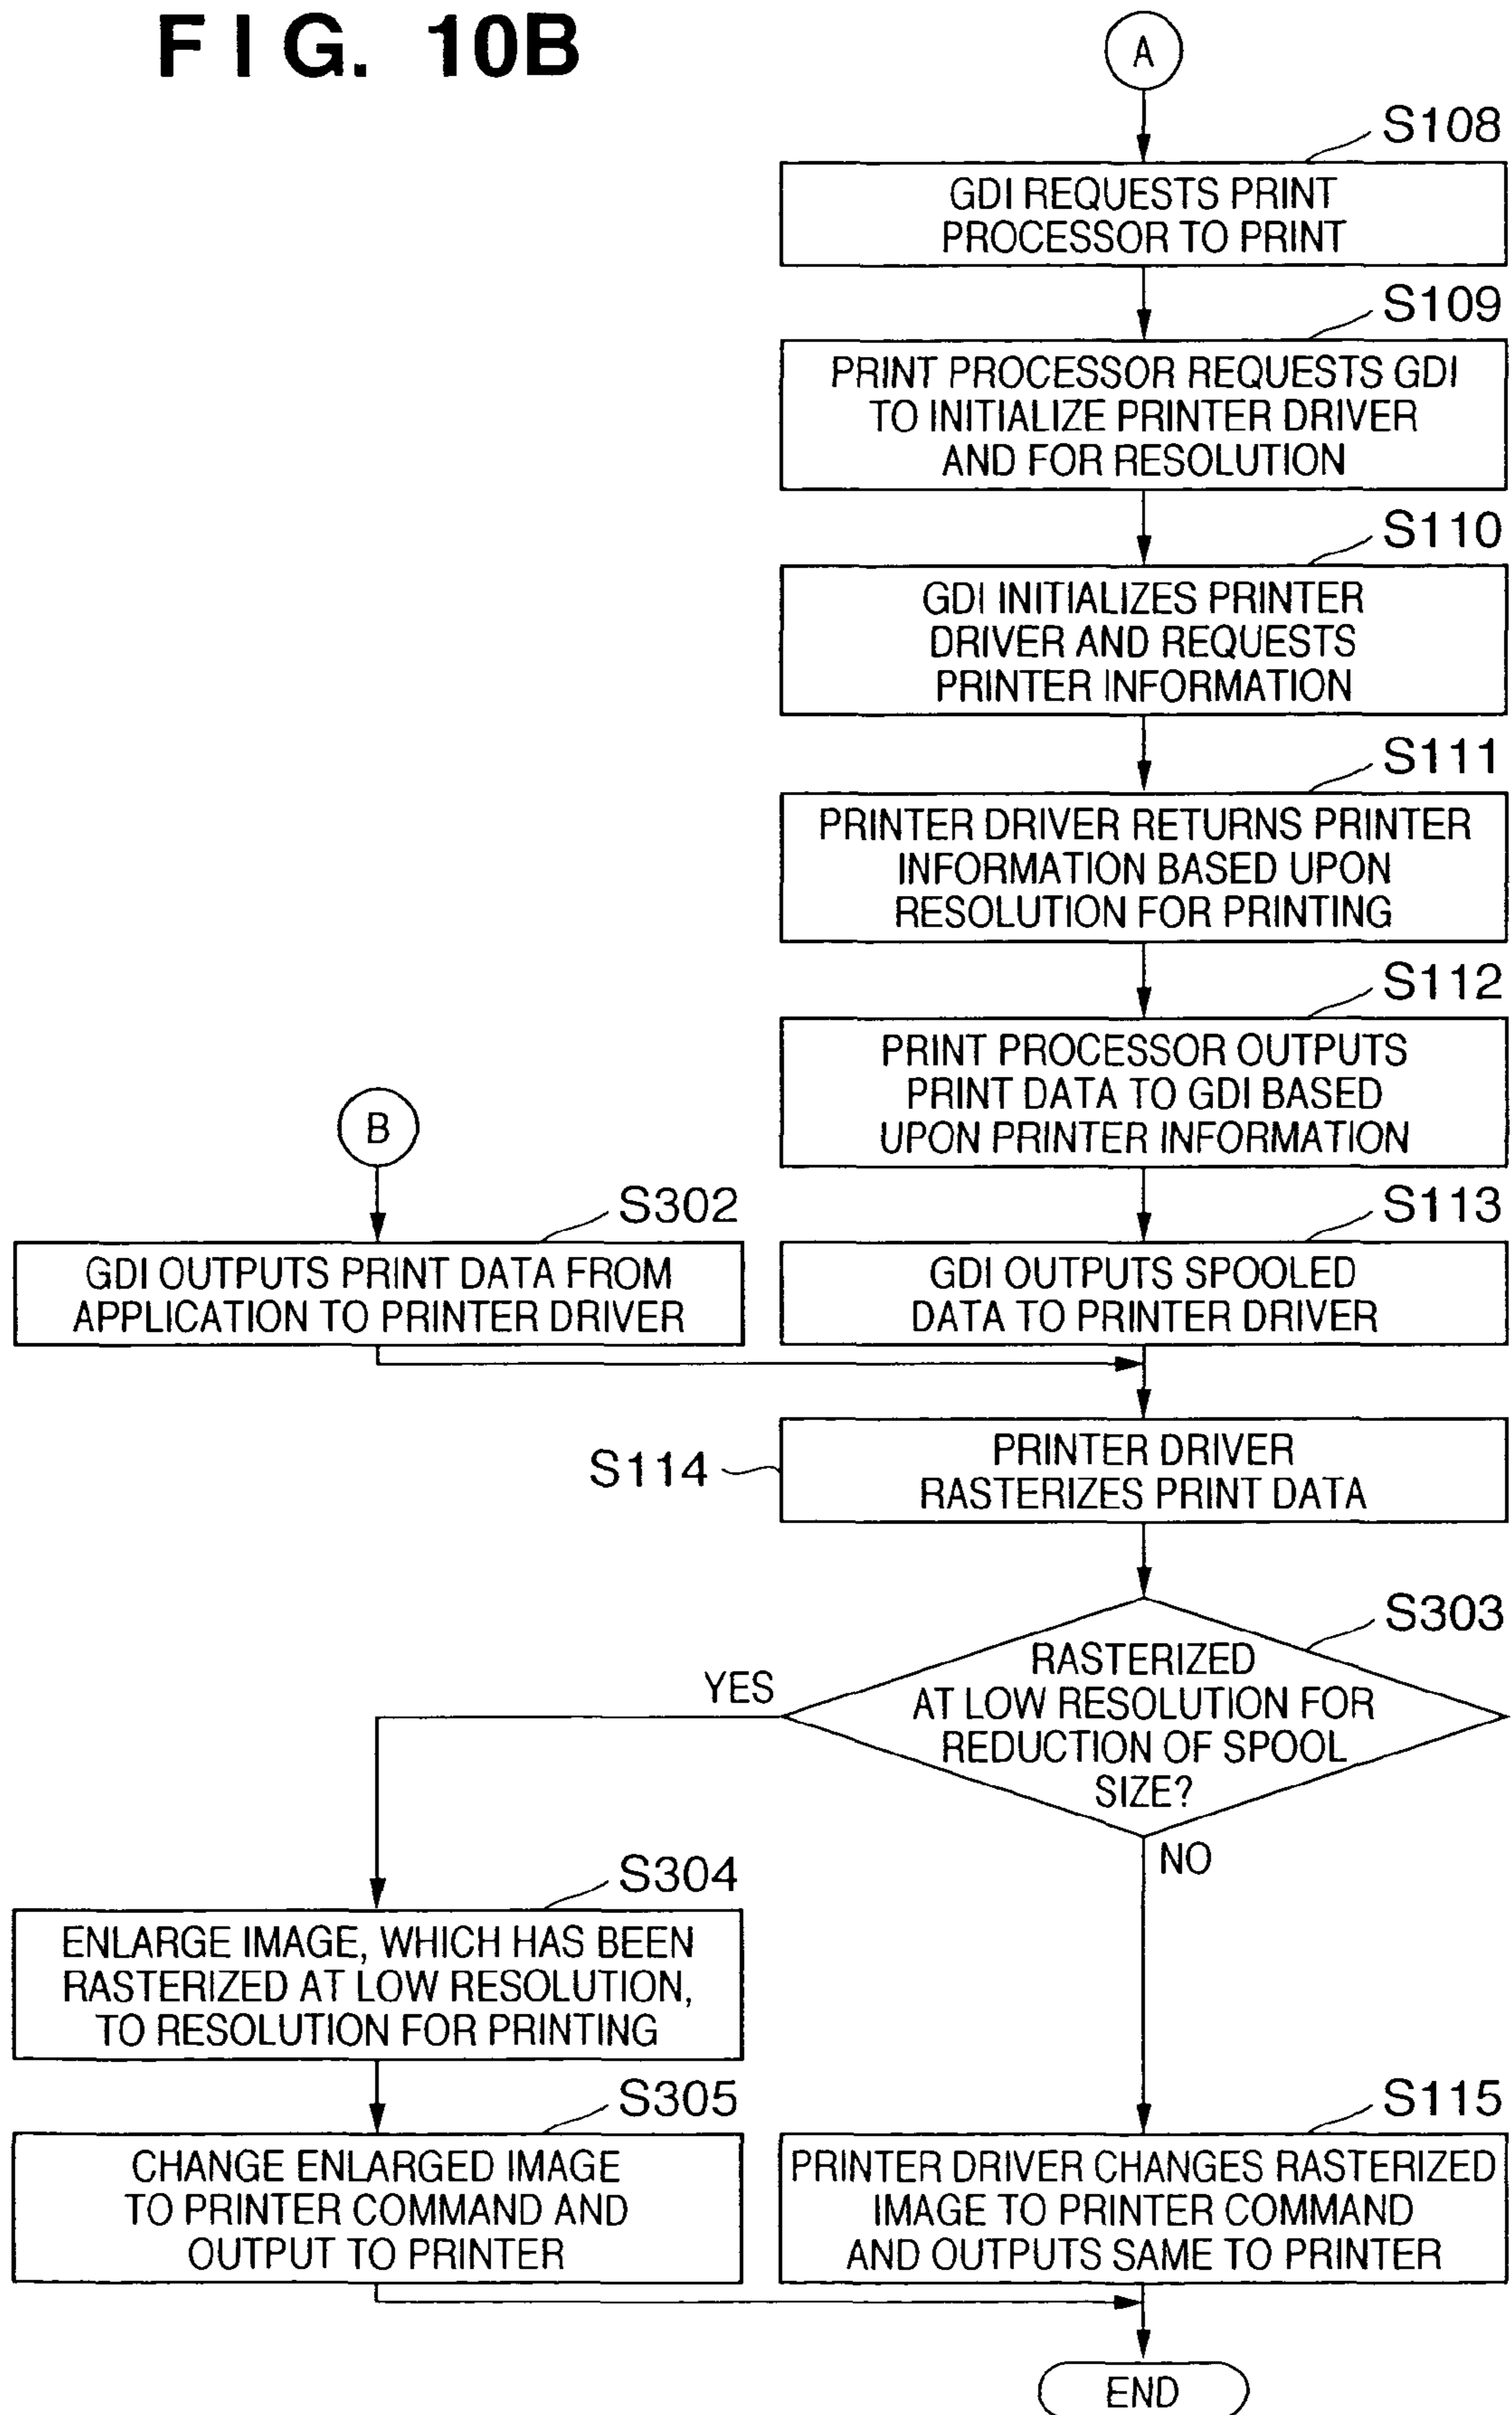 FIG. 10B
A
S108
GDI REQUESTS PRINT
PROCESSOR TO PRINT
S109
PRINT PROCESSOR REQUESTS GDI
TO INITIALIZE PRINTER DRIVER
AND FOR RESOLUTION
S110
GDI INITIALIZES PRINTER
DRIVER AND REQUESTS
PRINTER INFORMATION
S111
PRINTER DRIVER RETURNS PRINTER
INFORMATION BASED UPON
RESOLUTION FOR PRINTING
S112
PRINT PROCESSOR OUTPUTS
PRINT DATA TO GDI BASED
UPON PRINTER INFORMATION
B
S302
GDI OUTPUTS PRINT DATA FROM
APPLICATION TO PRINTER DRIVER
S113
GDI OUTPUTS SPOOLED
DATA TO PRINTER DRIVER
S114
PRINTER DRIVER
RASTERIZES PRINT DATA
S303
RASTERIZED
AT LOW RESOLUTION FOR
REDUCTION OF SPOOL
SIZE?
YES
NO
S304
ENLARGE IMAGE, WHICH HAS BEEN
RASTERIZED AT LOW RESOLUTION,
TO RESOLUTION FOR PRINTING
S305
CHANGE ENLARGED IMAGE
TO PRINTER COMMAND AND
OUTPUT TO PRINTER
S115
PRINTER DRIVER CHANGES RASTERIZED
IMAGE TO PRINTER COMMAND
AND OUTPUTS SAME TO PRINTER
END